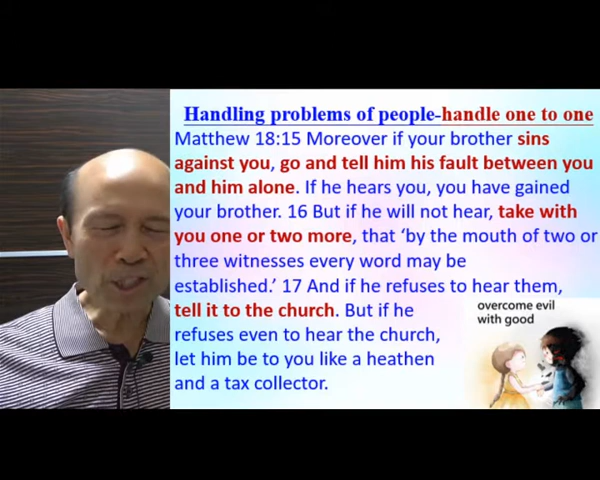 Handling problems of people-handle one to one
Matthew 18:15 Moreover if your brother sins
against you, go and tell him his fault between you
and him alone. If he hears you, you have gained
your brother. 16 But if he will not hear, take with
you one or two more, that ‘by the mouth of two or
three witnesses every word may be
established.’ 17 And if he refuses to hear them,
tell it to the church. But if he
refuses even to hear the church,
let him be to you like a heathen
and a tax collector.
overcome evil
with good